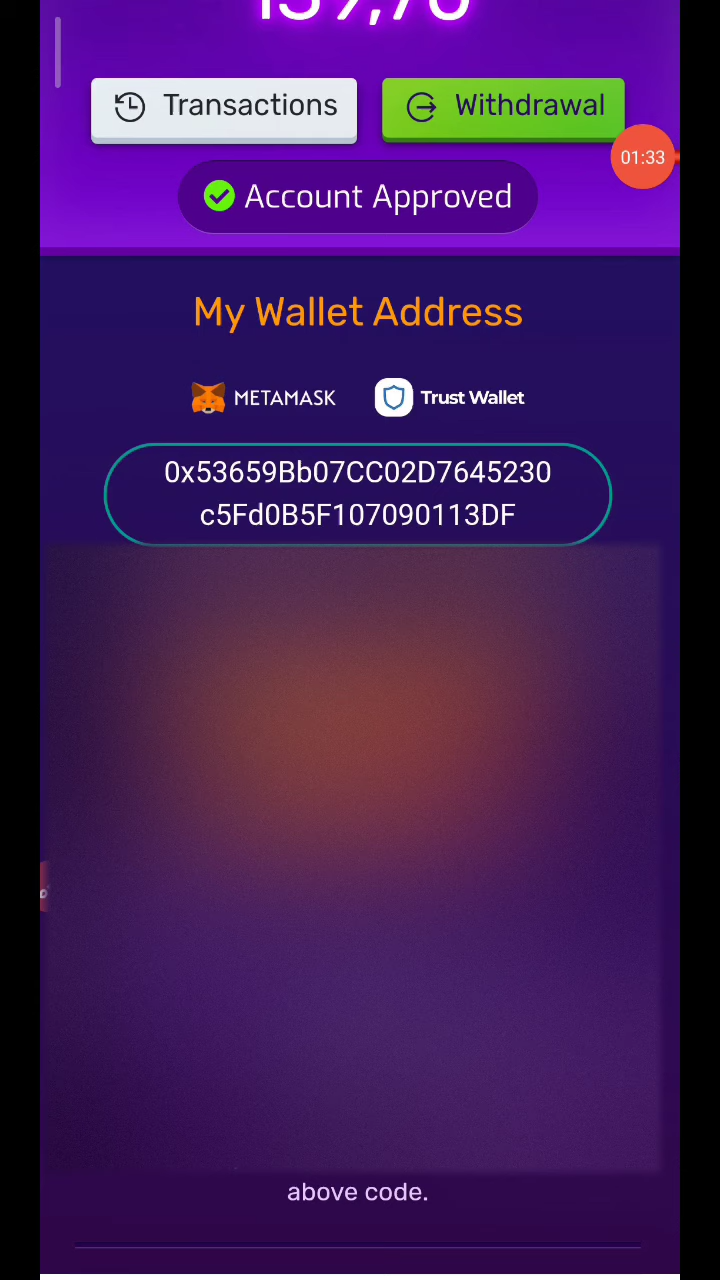 Transactions
Withdrawal
01:33
Account Approved
My Wallet Address
METAMASK
Trust Wallet
0x53659Bb07CC02D7645230
c5Fd0B5F107090113DF
above code.